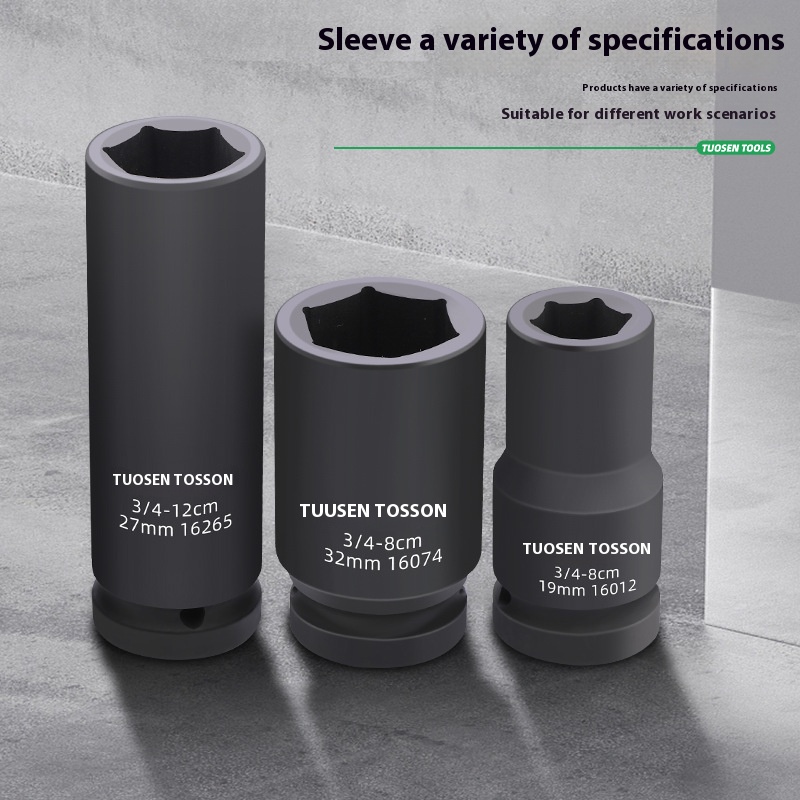 Sleeve a variety of specifications
Products have a variety of specifications
Suitable for different work scenarios
TUOSEN TOOLS
TUOSEN TOSSON
3/4-12cm
27mm 16265
TUUSEN TOSSON
3/4-8cm
32mm 16074
TUOSEN TOSSON
3/4-8cm
19mm 16012